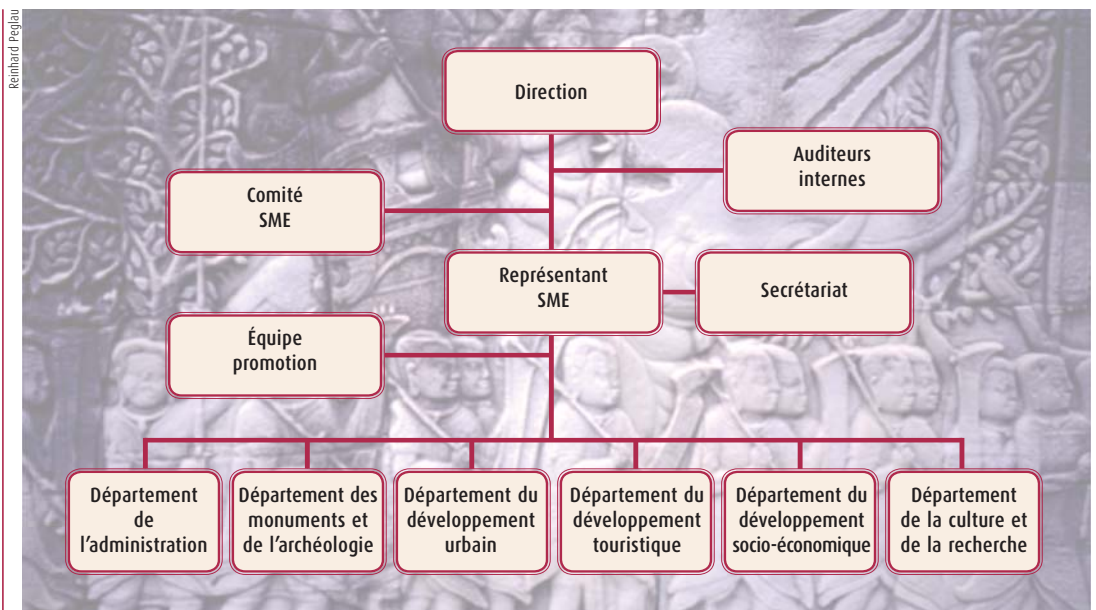 Reinhard Peglau
Direction
Auditeurs
internes
Comité
SME
Représentant
SME
Secrétariat
Équipe
promotion
Département
de
l'administration
Département des
monuments et
de l'archéologie
Département du
développement
urbain
Département du
développement
touristique
Département du
développement
socio-économique
Département
de la culture et
de la recherche